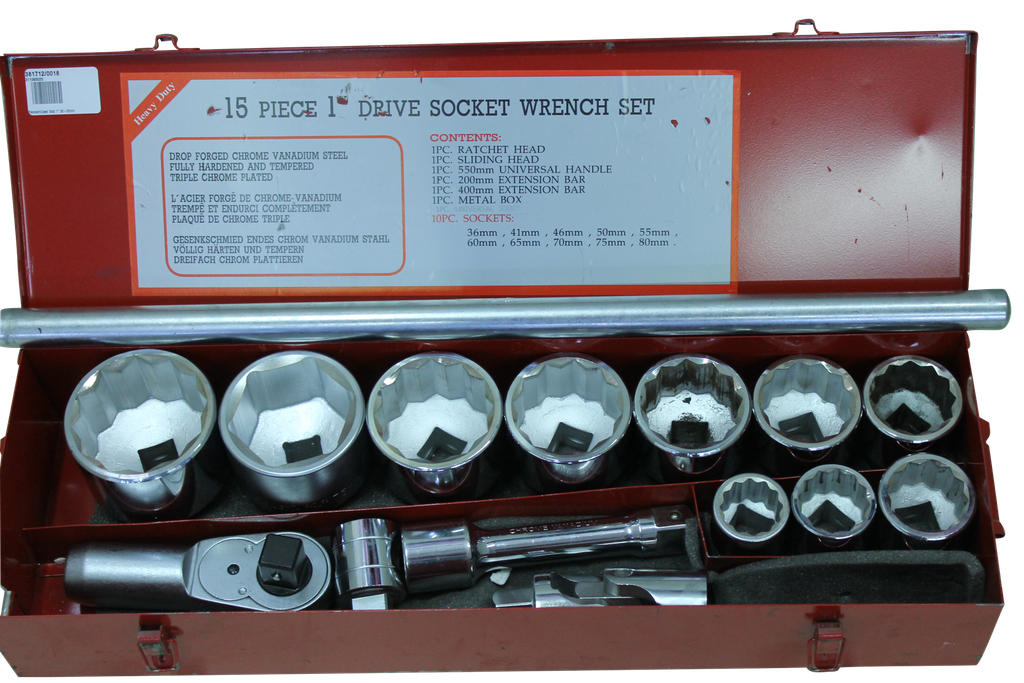 381712/0018
Heavy Duty
15 PIECE 1" DRIVE SOCKET WRENCH SET
DROP FORGED CHROME VANADIUM STEEL
FULLY HARDENED AND TEMPERED
TRIPLE CHROME PLATED
L'ACIER FORGÉ DE CHROME-VANADIUM
TREMPÉ ET ENDURCI COMPLÈTEMENT
PLAQUÉ DE CHROME TRIPLE
GESENKSCHMIED ENDES CHROM VANADIUM STAHL
VÖLLIG HÄRTEN UND TEMPERN
DREIFACH CHROM PLATTIEREN
CONTENTS:
1PC. RATCHET HEAD
1PC. SLIDING HEAD
1PC. 550mm UNIVERSAL HANDLE
1PC. 200mm EXTENSION BAR
1PC. 400mm EXTENSION BAR
1PC. METAL BOX
10PC. SOCKETS:
36mm , 41mm , 46mm , 50mm , 55mm ,
60mm , 65mm , 70mm , 75mm , 80mm .
CHROME VANADIUM